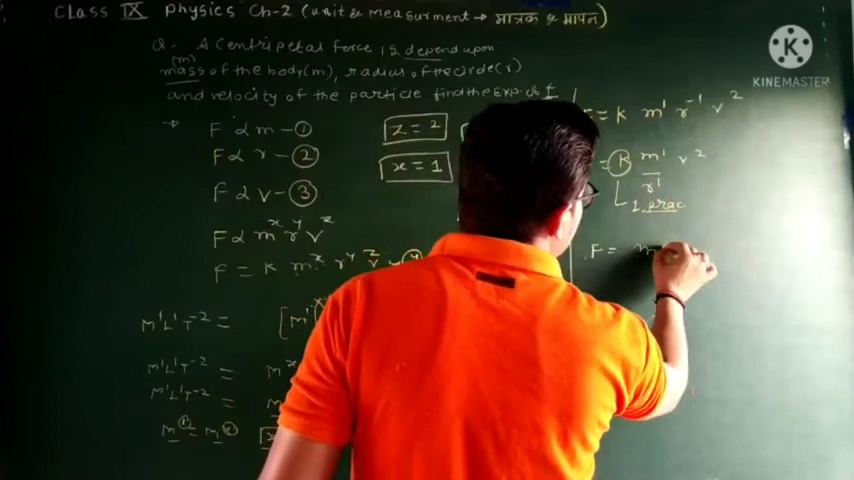 Class IX Physics Ch-2 (unit & measurment → मात्रक & मापन)
KINEMASTER
Q. A Centripetal force is depend upon
(m)
mass of the body(m), radius of the circle(r)
and velocity of the particle find the exp. of f
→ F ∝ m — ①
F ∝ r — ②
F ∝ v — ③
F ∝ m^x r^y v^z
F = K m^x r^y v^z — ④
M¹L¹T⁻² = [M¹
M¹L¹T⁻² = M^x
M¹L¹T⁻² =
z = 2
x = 1
= K m¹ r⁻¹ v²
= K m¹ v²
r¹
1 prac
F = m